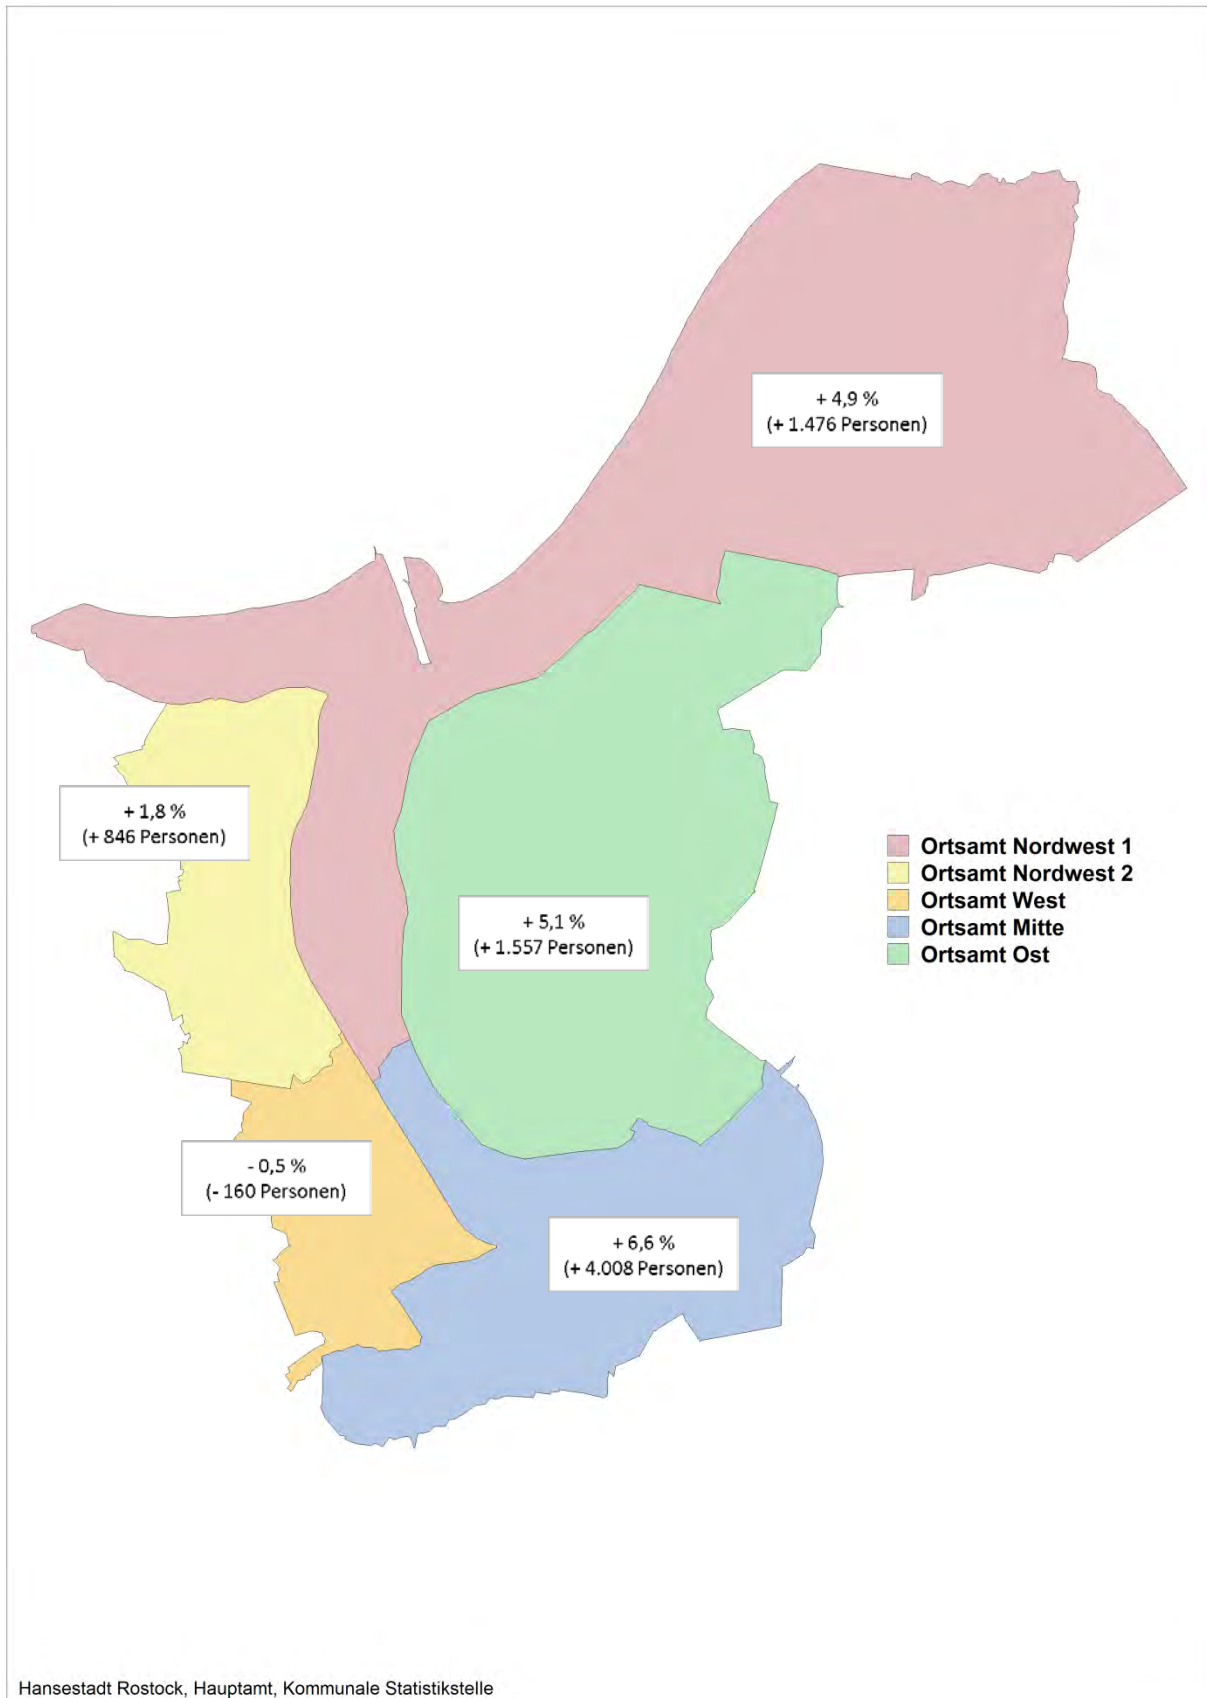 + 4,9 %
(+ 1.476 Personen)
+ 1,8 %
(+ 846 Personen)
+ 5,1 %
(+ 1.557 Personen)
Ortsamt Nordwest 1
Ortsamt Nordwest 2
Ortsamt West
Ortsamt Mitte
Ortsamt Ost
- 0,5 %
(- 160 Personen)
+ 6,6 %
(+ 4.008 Personen)
Hansestadt Rostock, Hauptamt, Kommunale Statistikstelle